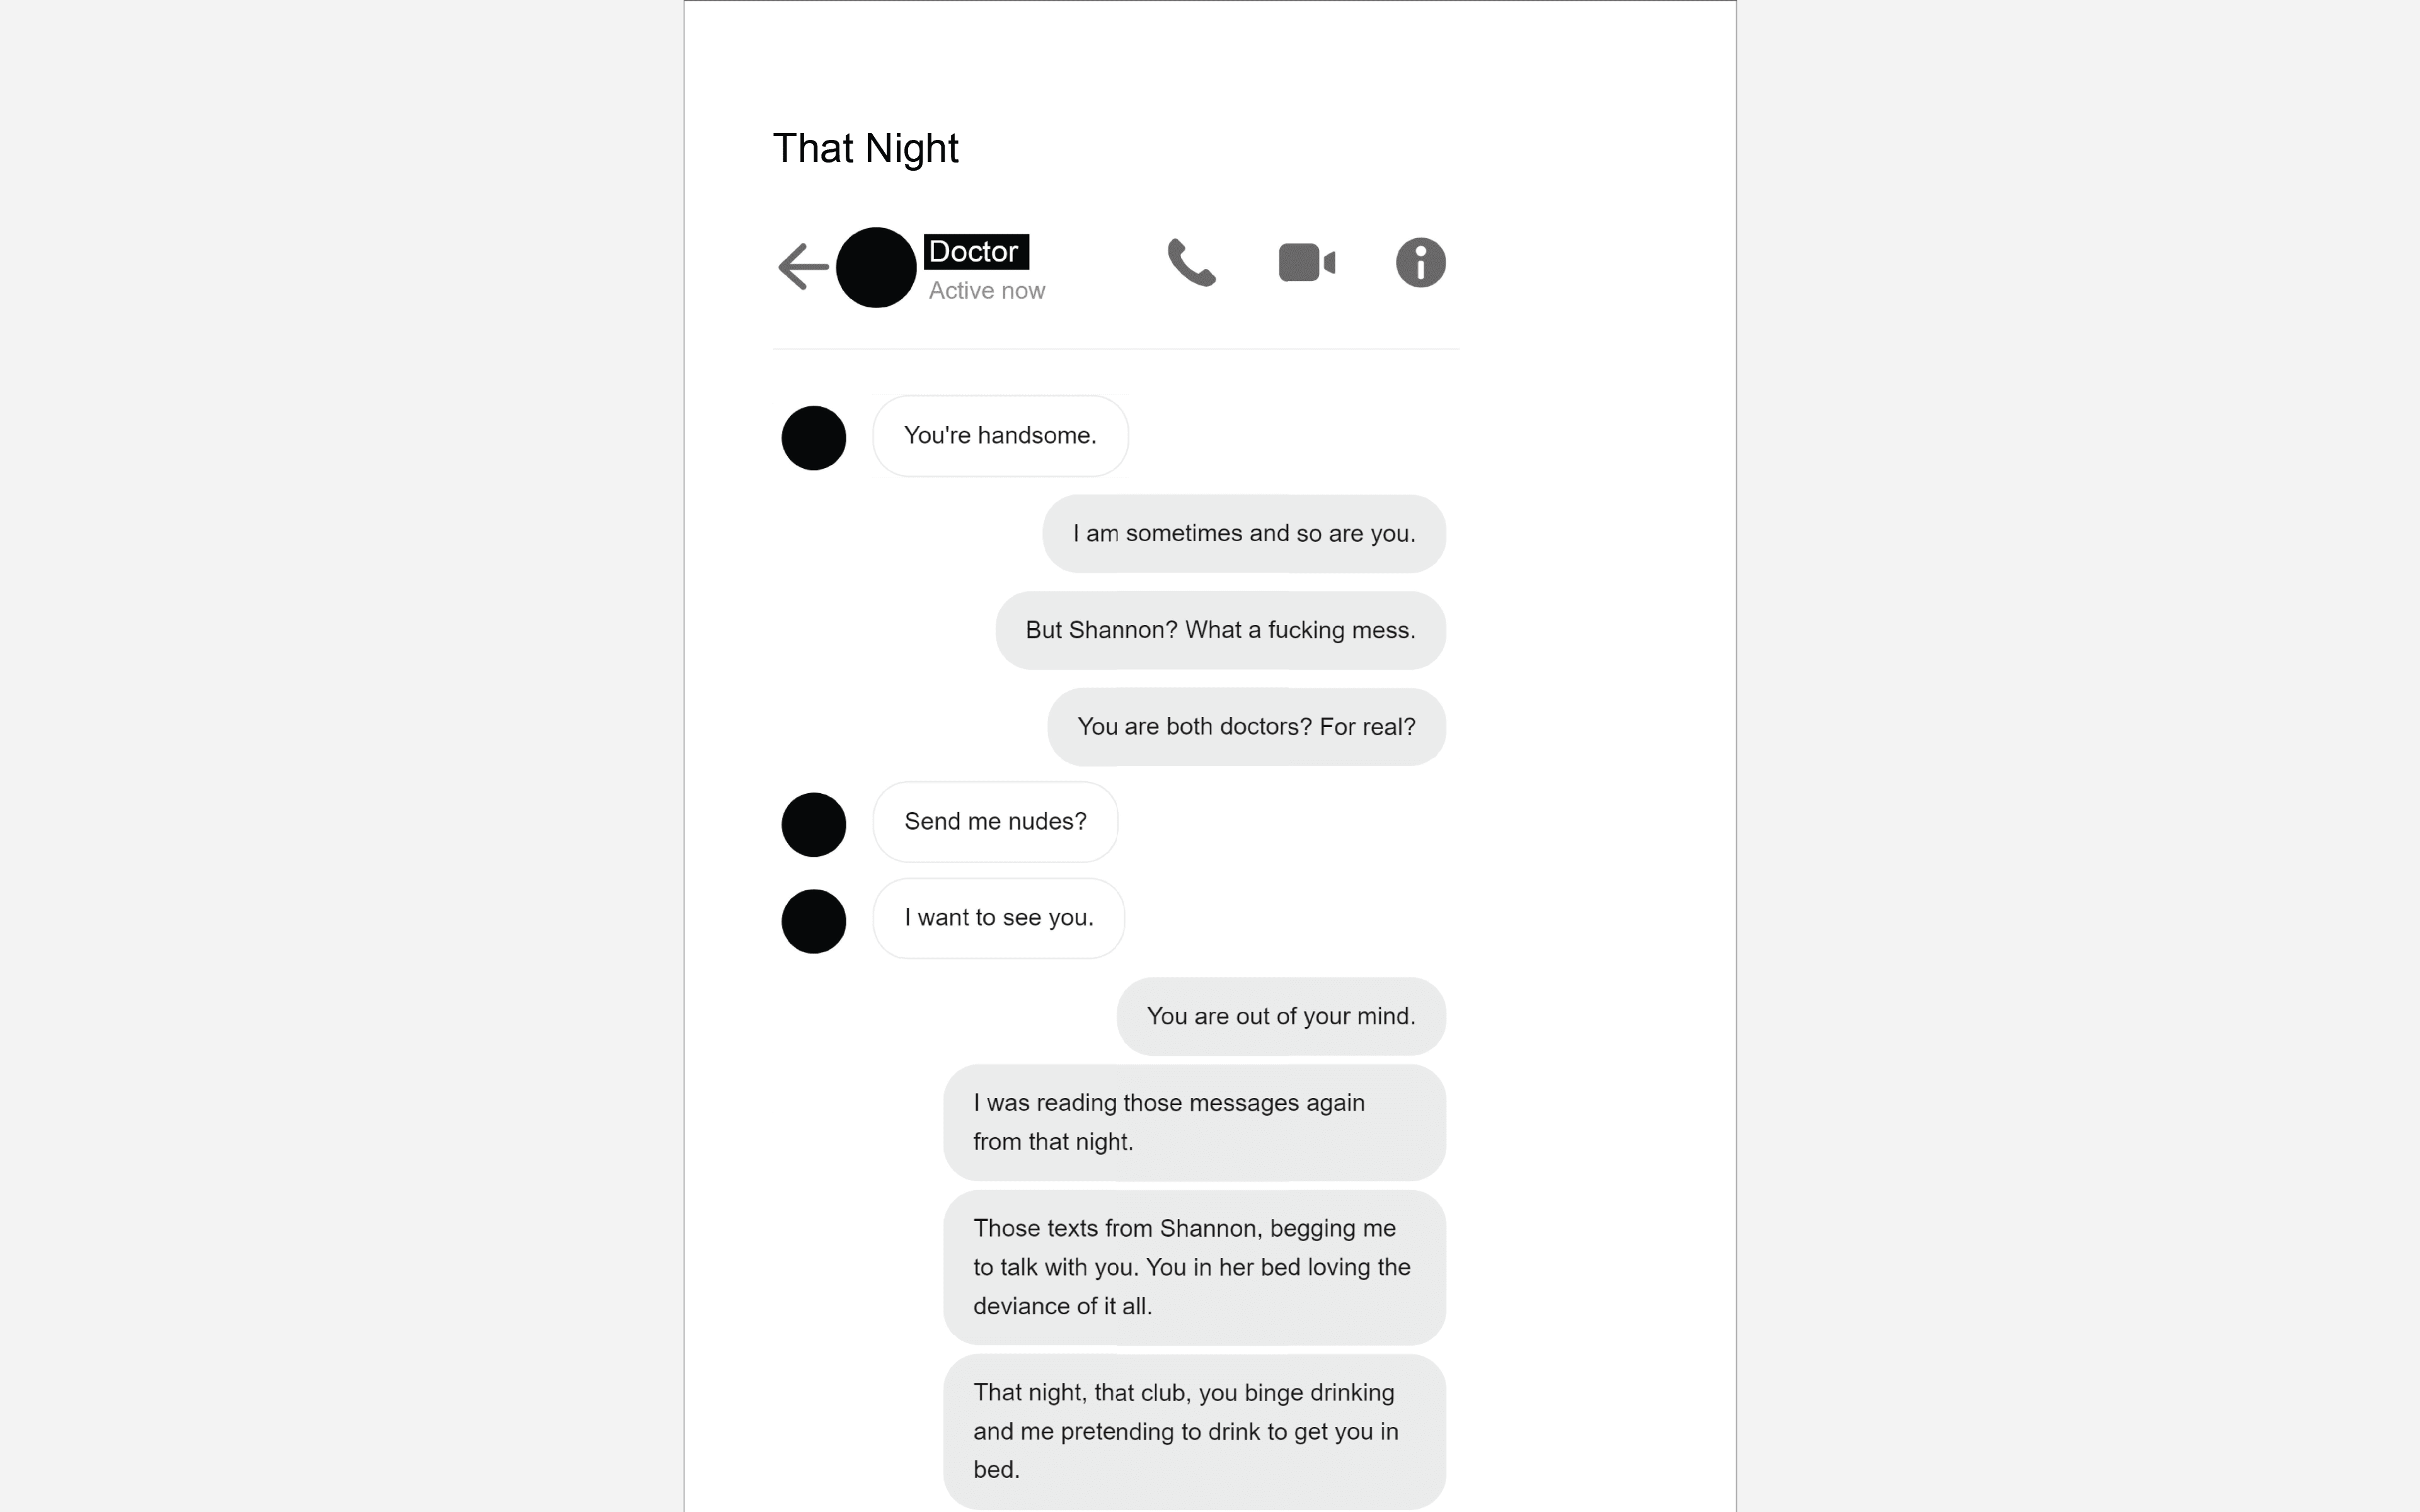 That Night
Doctor
Active now
You're handsome.
I am sometimes and so are you.
But Shannon? What a fucking mess.
You are both doctors? For real?
Send me nudes?
I want to see you.
You are out of your mind.
I was reading those messages again
from that night.
Those texts from Shannon, begging me
to talk with you. You in her bed loving the
deviance of it all.
That night, that club, you binge drinking
and me pretending to drink to get you in
bed.